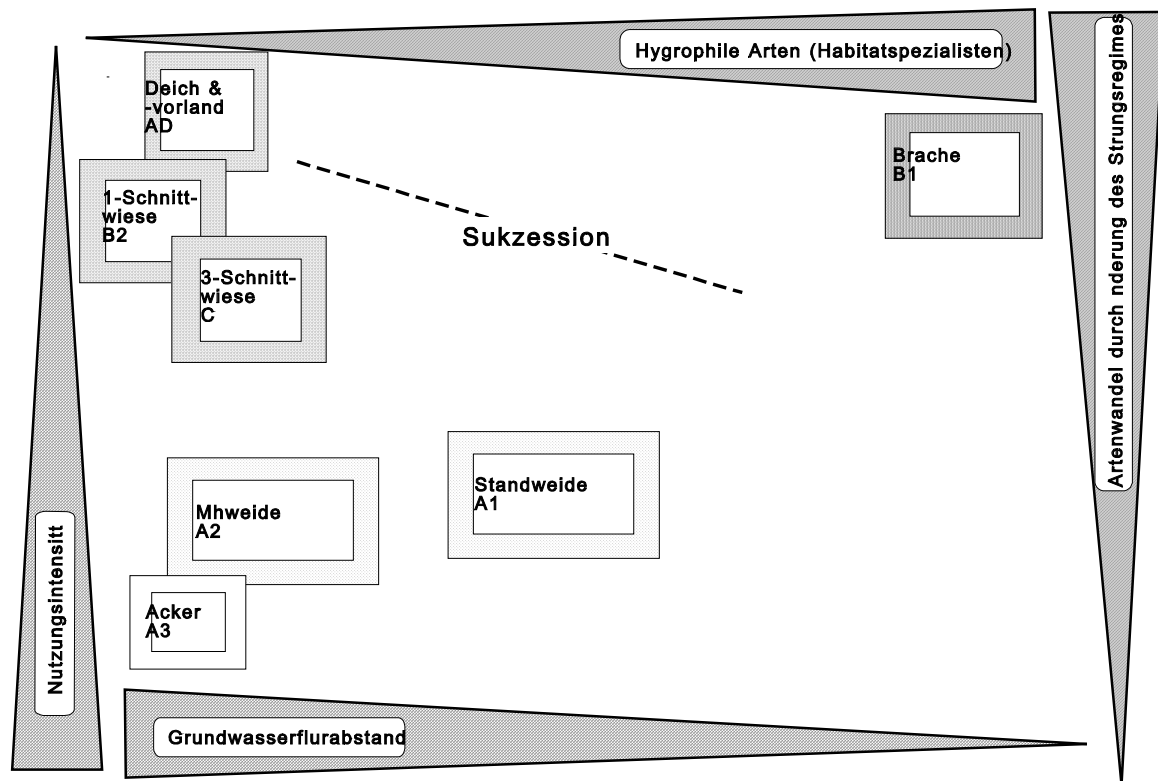 Hygrophile Arten (Habitatspezialisten)
Artenwandel durch nderung des Strungsregimes
Deich &
-vorland
AD
Brache
B1
1-Schnitt-
wiese
B2
Sukzession
3-Schnitt-
wiese
C
Standweide
A1
Mhweide
A2
Acker
A3
Nutzungsintensitt
Grundwasserflurabstand